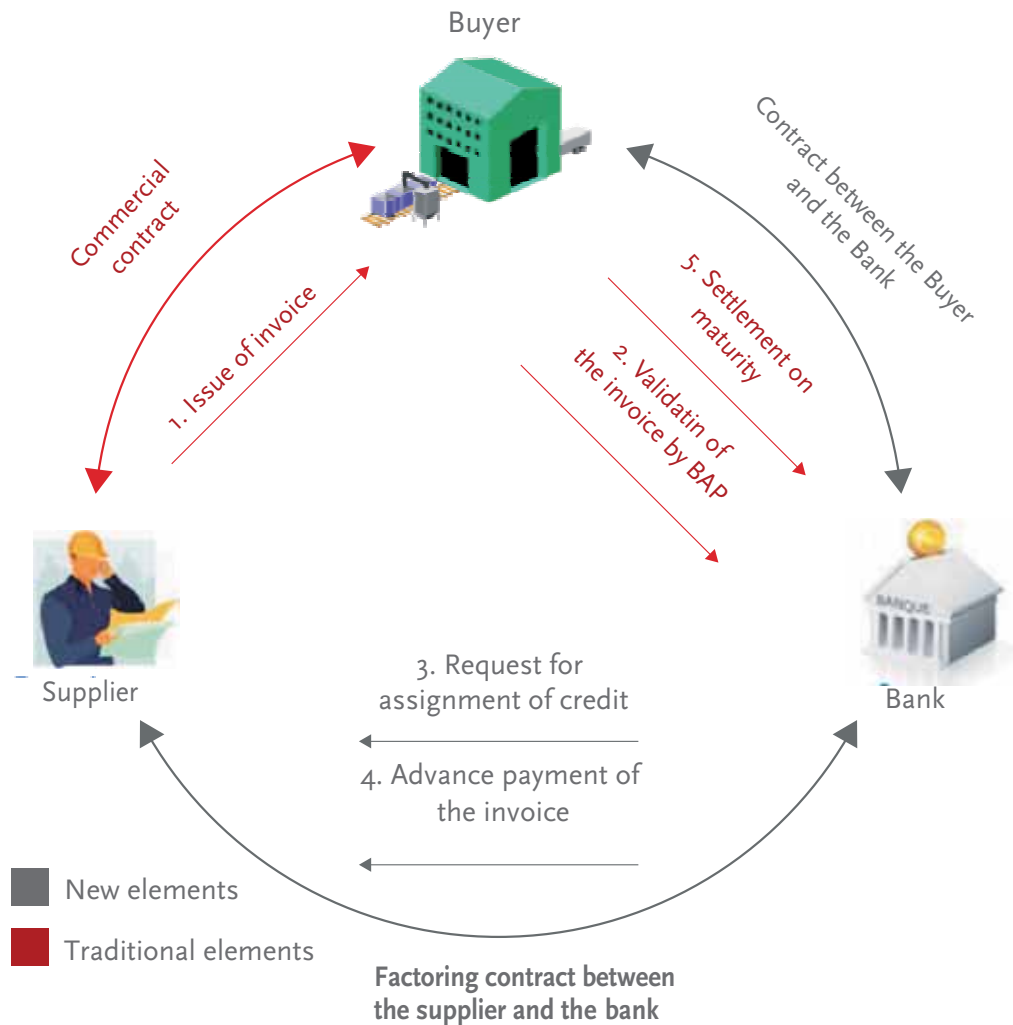 Buyer
Commercial
contract
1. Issue of invoice
Contract between the Buyer
and the Bank
5. Settlement on
maturity
2. Validatin of
the invoice by BAP
BANQUE
Supplier
Bank
3. Request for
assignment of credit
4. Advance payment of
the invoice
New elements
Traditional elements
Factoring contract between
the supplier and the bank